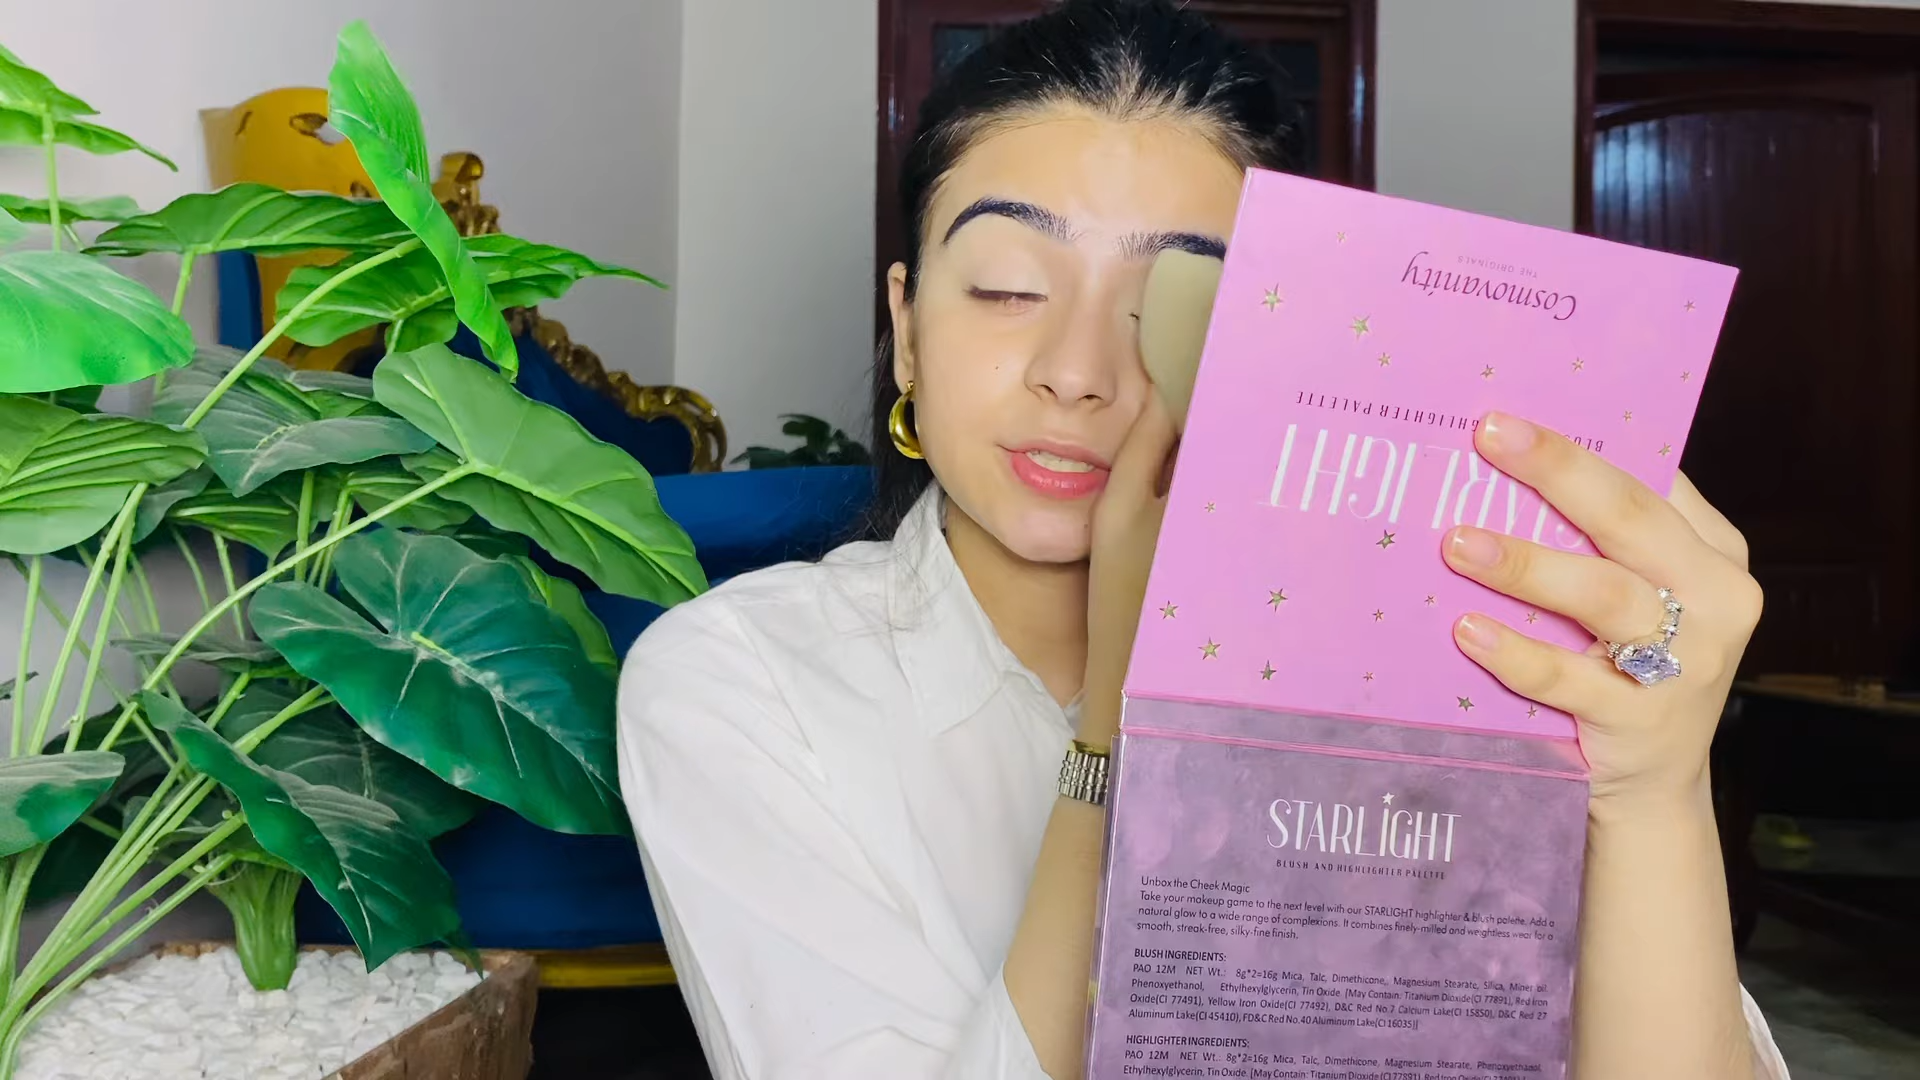 Cosmovanity
THE ORIGINALS
HIGHLIGHTER PALETTE
STARLIGHT
STARLIGHT
BLUSH AND HIGHLIGHTER PALETTE
Unbox the Cheek Magic
Take your makeup game to the next level with our STARLIGHT highlighter & blush palette. Add a
natural glow to a wide range of complexions. It combines finely-milled and weightless wear for a
smooth, streak-free, silky-fine finish.
BLUSH INGREDIENTS:
PAO 12M NET Wt.: 8g*2=16g Mica, Talc, Dimethicone, Magnesium Stearate, Silica, Miner oil.
Phenoxyethanol, Ethylhexylglycerin, Tin Oxide [May Contain: Titanium Dioxide(CI 77891), Red Iron
Oxide(CI 77491), Yellow Iron Oxide(CI 77492), D&C Red No.7 Calcium Lake(CI 15850), D&C Red 27
Aluminum Lake(CI 45410), FD&C Red No.40 Aluminum Lake(CI 16035)]
HIGHLIGHTER INGREDIENTS:
PAO 12M NET Wt.: 8g*2=16g Mica, Talc, Dimethicone, Magnesium Stearate, Phenoxyethanol,
Ethylhexylglycerin, Tin Oxide [May Contain: Titanium Dioxide(CI 77891), Red Iron